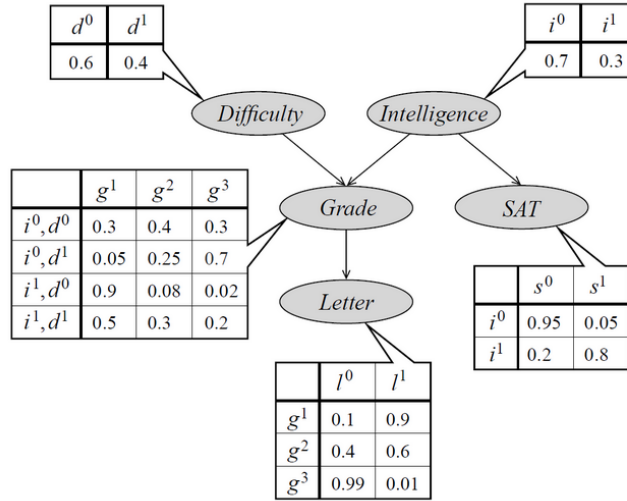 d⁰ d¹
0.6 0.4
i⁰ i¹
0.7 0.3
Difficulty
Intelligence
g¹ g² g³
i⁰,d⁰ 0.3 0.4 0.3
i⁰,d¹ 0.05 0.25 0.7
i¹,d⁰ 0.9 0.08 0.02
i¹,d¹ 0.5 0.3 0.2
Grade
SAT
Letter
s⁰ s¹
i⁰ 0.95 0.05
i¹ 0.2 0.8
l⁰ l¹
g¹ 0.1 0.9
g² 0.4 0.6
g³ 0.99 0.01